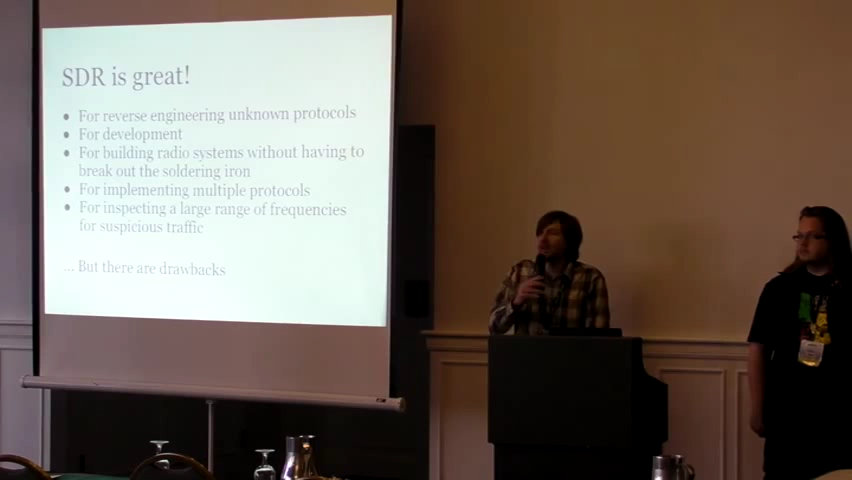 SDR is great!
● For reverse engineering unknown protocols
● For development
● For building radio systems without having to
break out the soldering iron
● For implementing multiple protocols
● For inspecting a large range of frequencies
for suspicious traffic
... But there are drawbacks